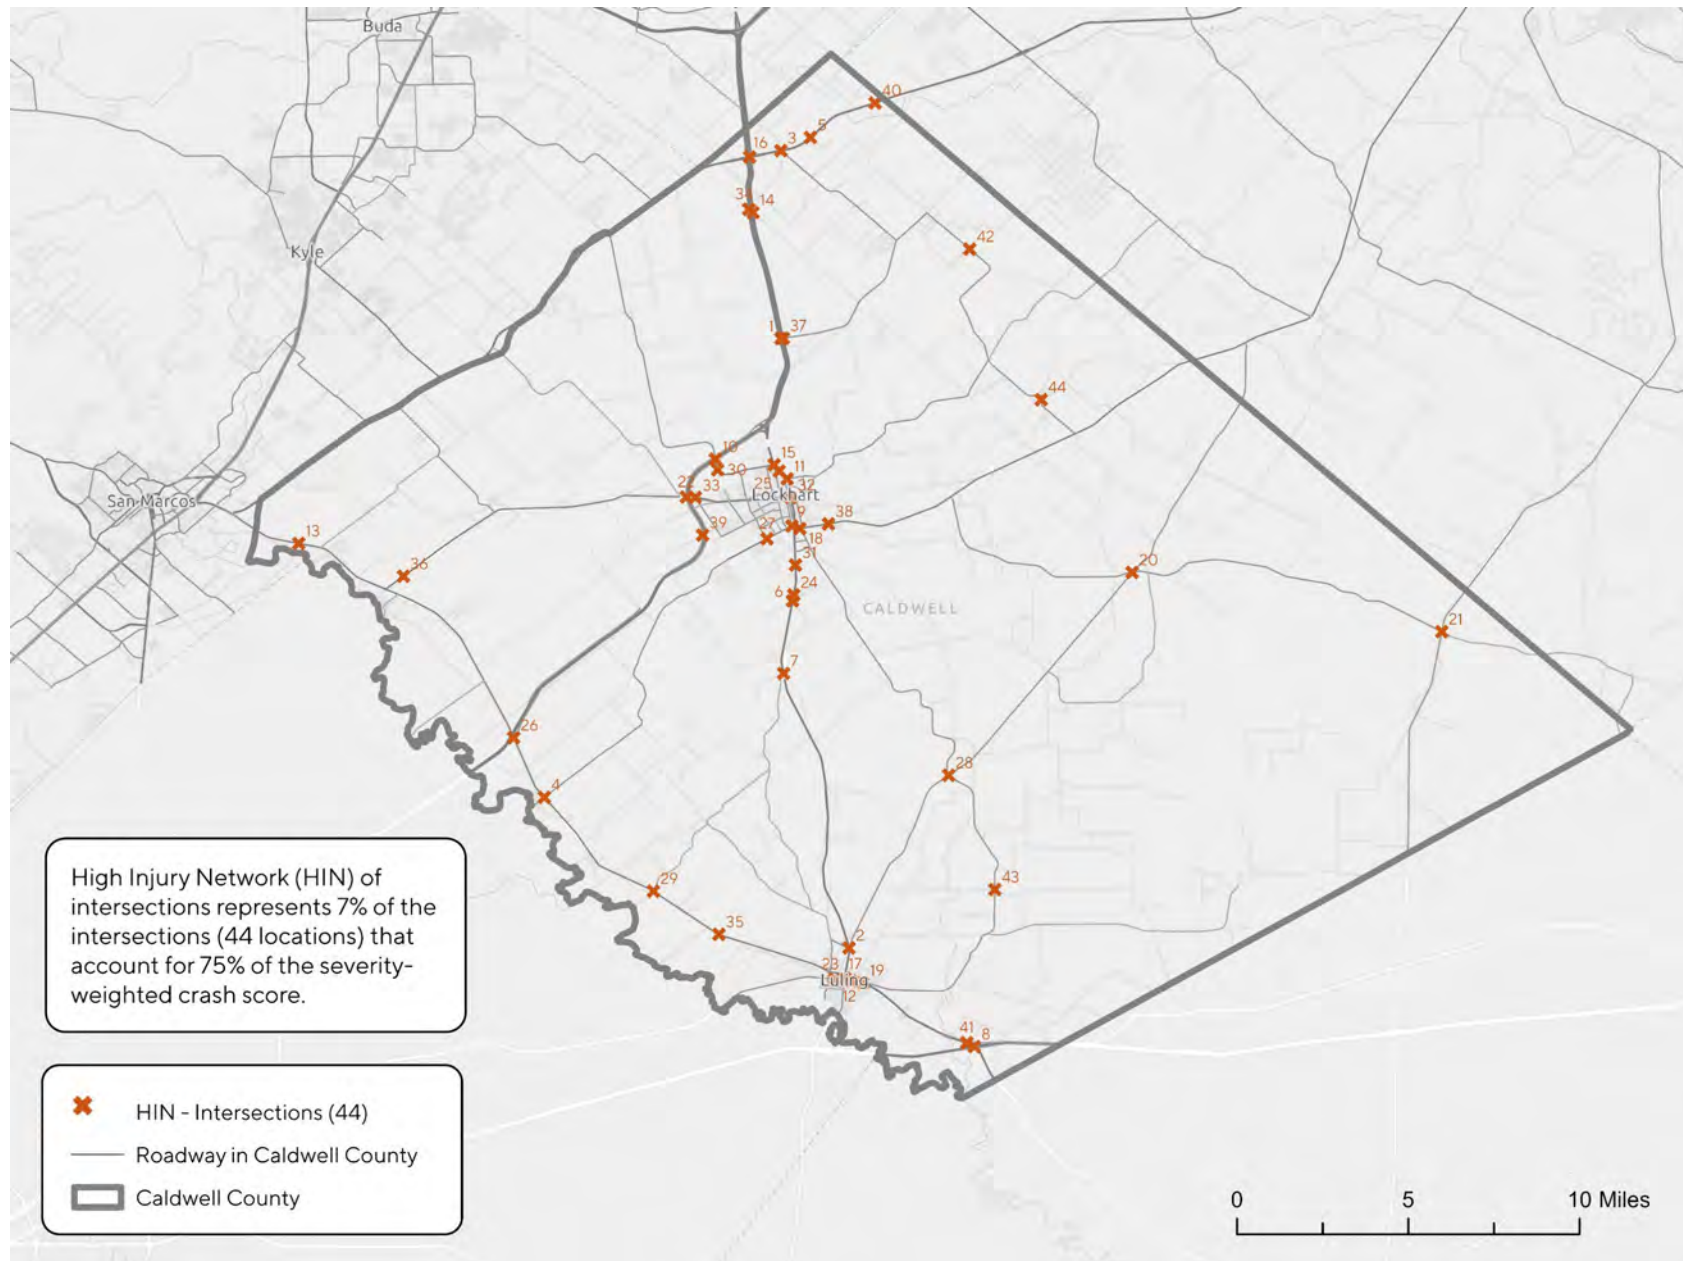 Buda
40
5
3
16
34
14
42
Kyle
1
37
44
15
30
11
25
32
33
San Marcos
Lockhart
13
39
27
9
38
18
31
36
20
24
6
CALDWELL
21
7
26
28
4
29
43
35
2
23
17
19
Luling
12
41
8
High Injury Network (HIN) of
intersections represents 7% of the
intersections (44 locations) that
account for 75% of the severity-
weighted crash score.
HIN - Intersections (44)
Roadway in Caldwell County
Caldwell County
0
5
10 Miles